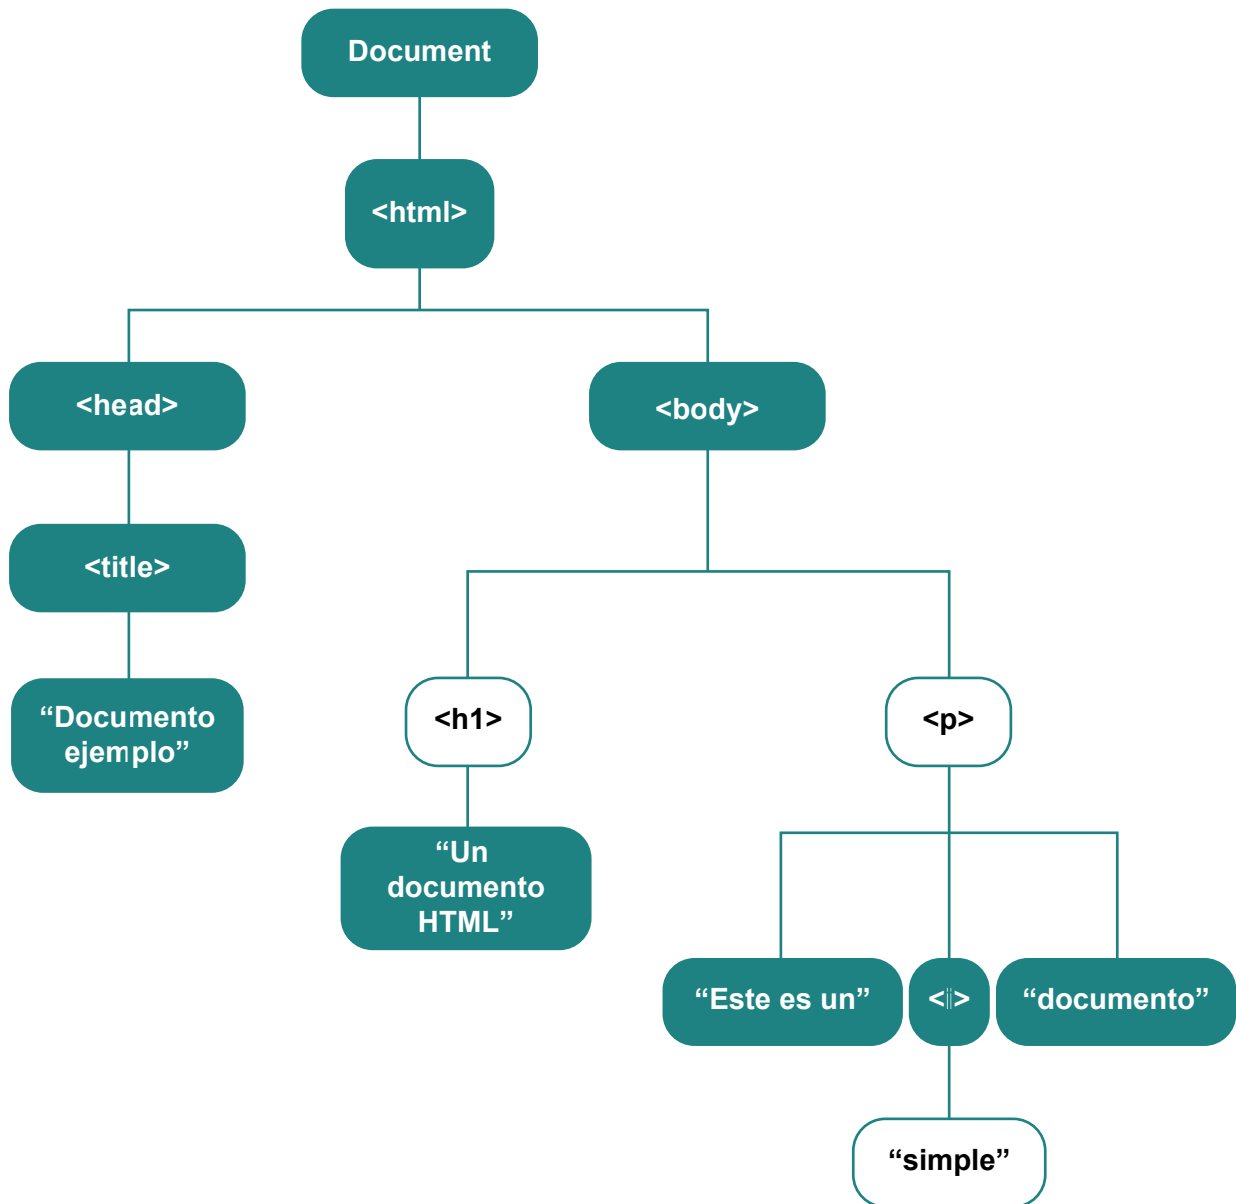 Document
<html>
<head>
<body>
<title>
“Documento
ejemplo”
<h1>
<p>
“Un
documento
HTML”
“Este es un”
<i>
“documento”
“simple”